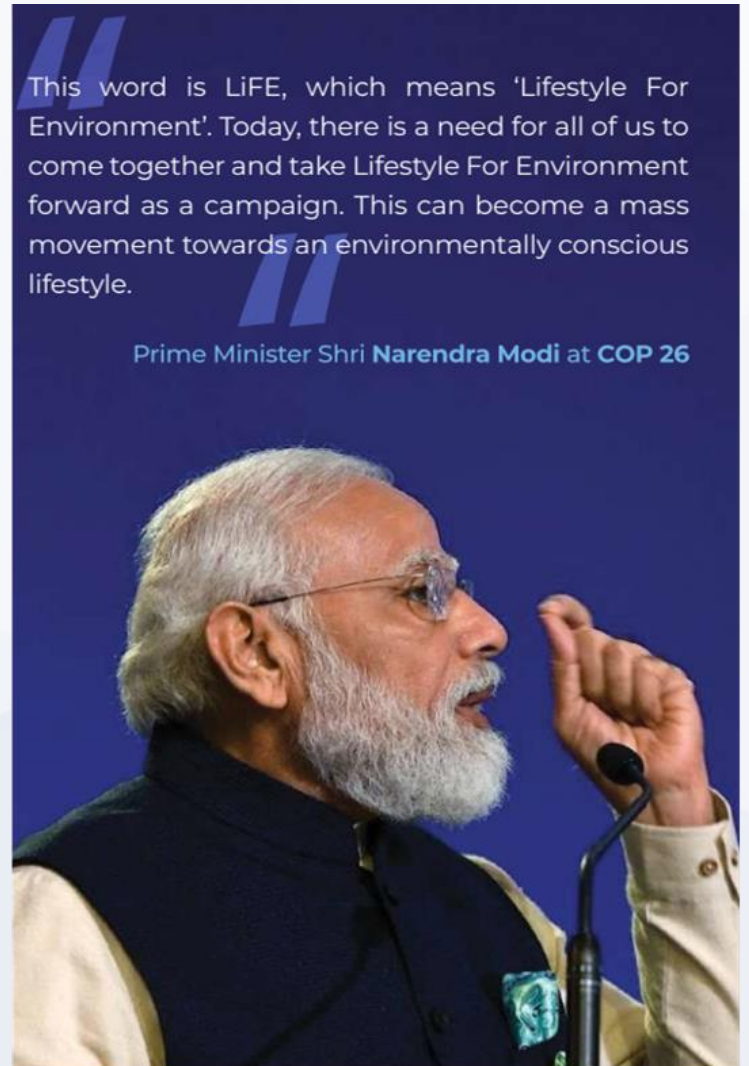 This word is LiFE, which means ‘Lifestyle For
Environment’. Today, there is a need for all of us to
come together and take Lifestyle For Environment
forward as a campaign. This can become a mass
movement towards an environmentally conscious
lifestyle.
Prime Minister Shri Narendra Modi at COP 26